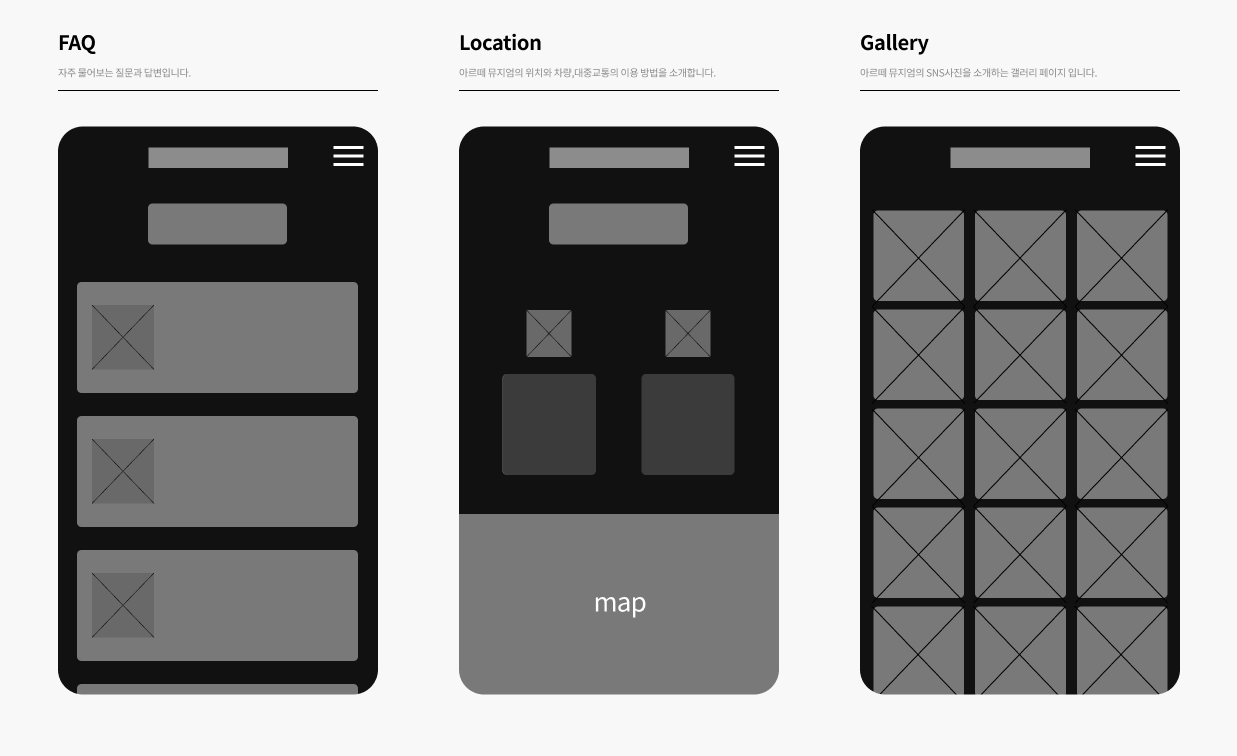 FAQ
자주 물어보는 질문과 답변입니다.
Location
아르떼 뮤지엄의 위치와 차량,대중교통의 이용 방법을 소개합니다.
map
Gallery
아르떼 뮤지엄의 SNS사진을 소개하는 갤러리 페이지 입니다.